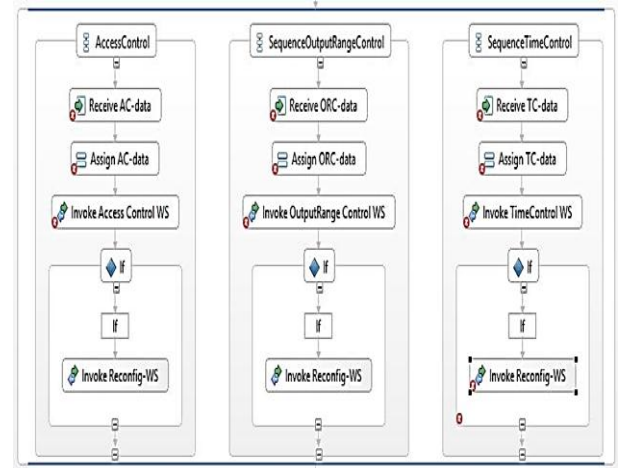 AccessControl
Receive AC-data
Assign AC-data
Invoke Access Control WS
If
If
Invoke Reconfig-WS
SequenceOutputRangeControl
Receive ORC-data
Assign ORC-data
Invoke OutputRange Control WS
If
If
Invoke Reconfig-WS
SequenceTimeControl
Receive TC-data
Assign TC-data
Invoke TimeControl WS
If
If
Invoke Reconfig-WS